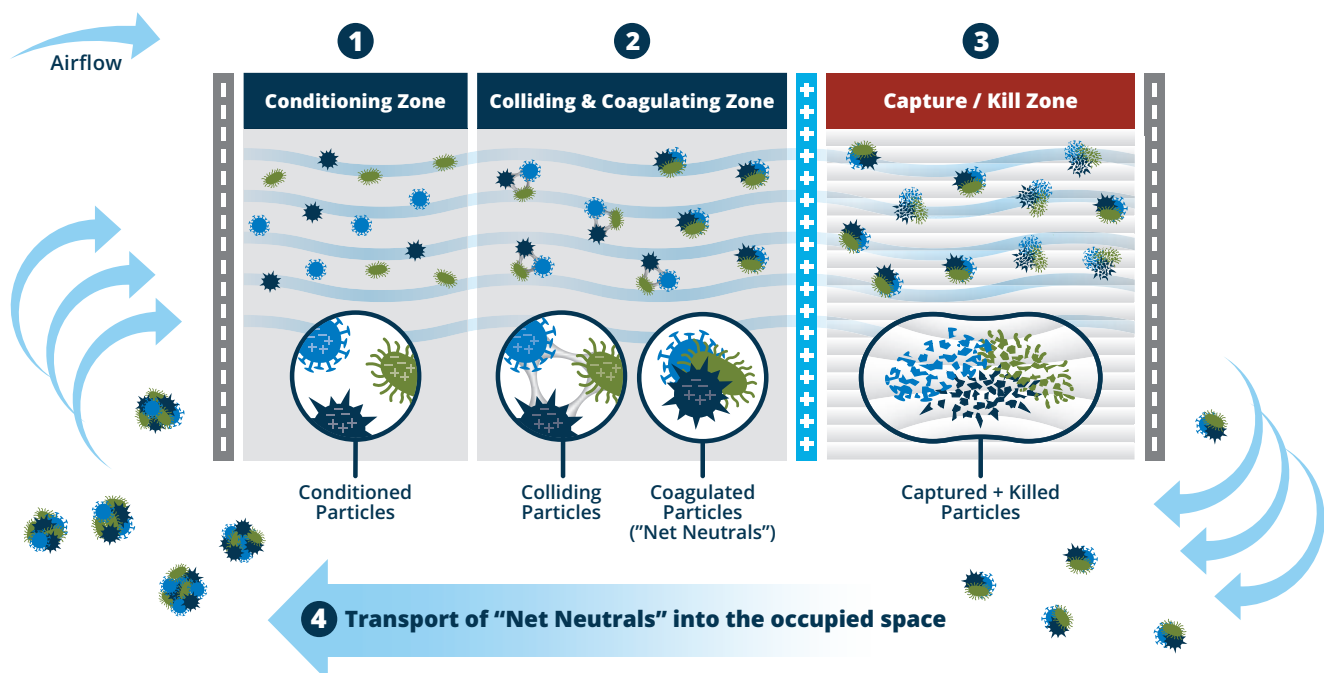 Airflow
1
2
3
Conditioning Zone
Colliding & Coagulating Zone
Capture / Kill Zone
Conditioned
Particles
Colliding
Particles
Coagulated
Particles
(”Net Neutrals”)
Captured + Killed
Particles
4 Transport of “Net Neutrals” into the occupied space